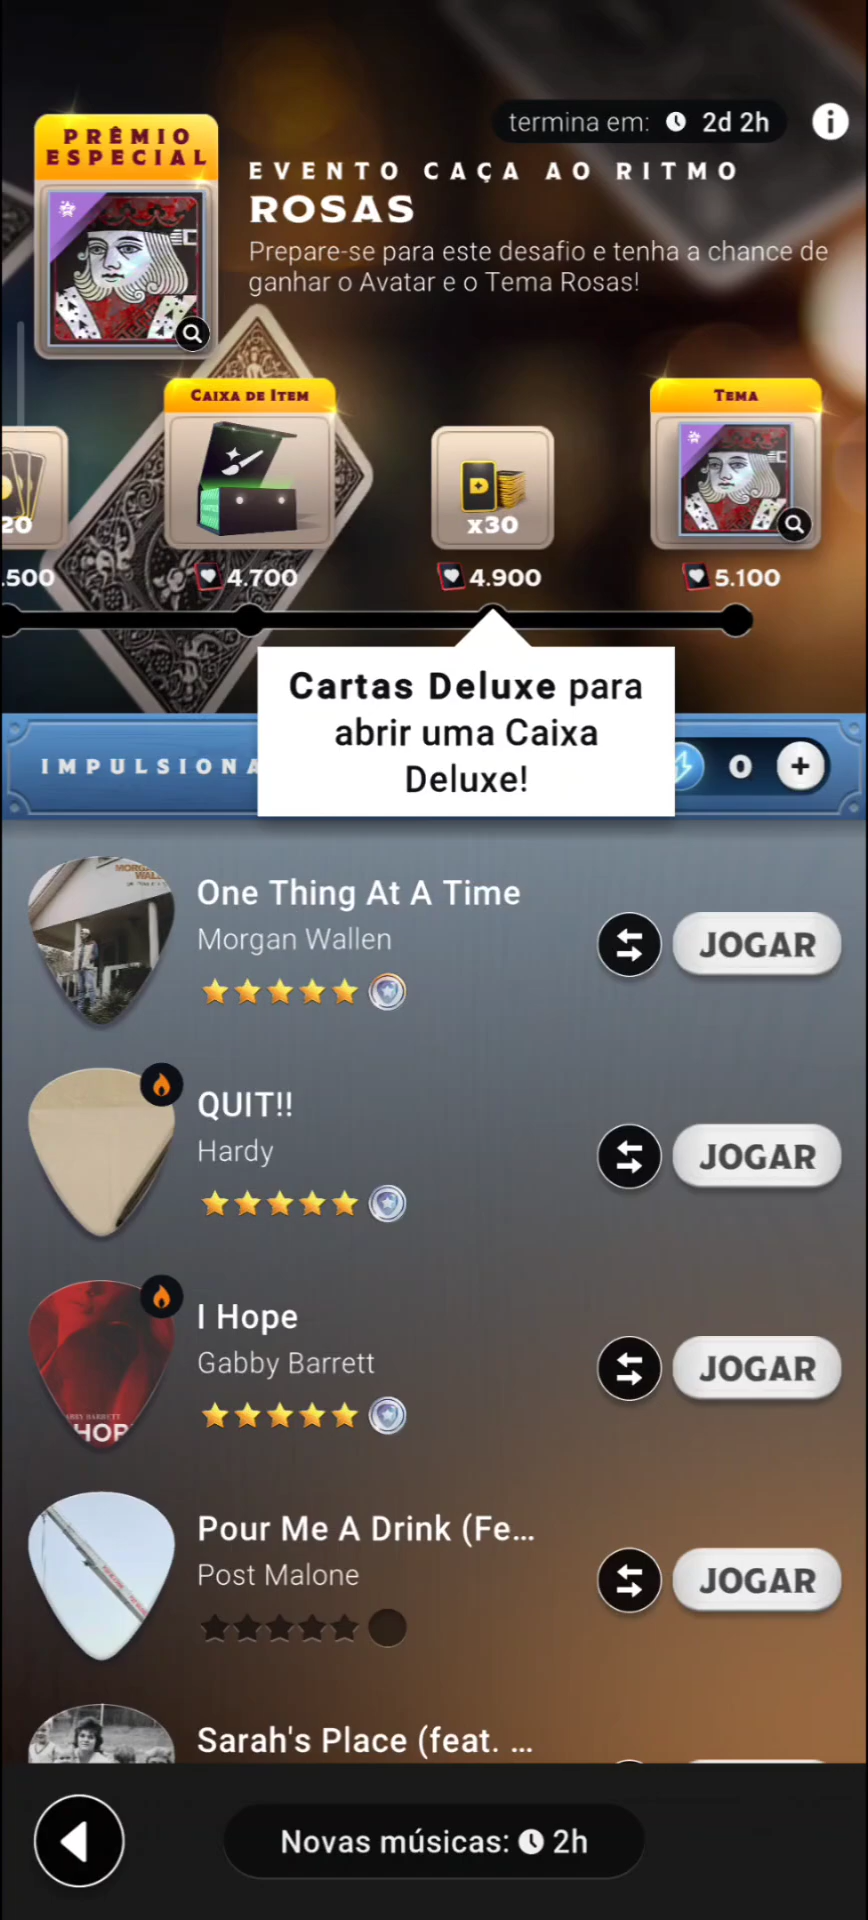 termina em: 2d 2h
PRÊMIO
ESPECIAL
EVENTO CAÇA AO RITMO
ROSAS
Prepare-se para este desafio e tenha a chance de
ganhar o Avatar e o Tema Rosas!
CAIXA DE ITEM
TEMA
20
x30
.500
4.700
4.900
5.100
Cartas Deluxe para
abrir uma Caixa
Deluxe!
IMPULSIONA
0
One Thing At A Time
Morgan Wallen
JOGAR
QUIT!!
Hardy
JOGAR
I Hope
Gabby Barrett
JOGAR
Pour Me A Drink (Fe...
Post Malone
JOGAR
Sarah's Place (feat. ...
Novas músicas: 2h